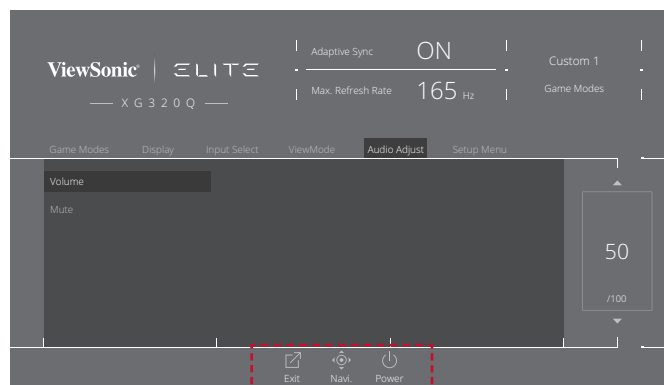 ViewSonic® ELITE
XG320Q
Adaptive Sync ON
Max. Refresh Rate 165 Hz
Custom 1
Game Modes
Game Modes Display Input Select ViewMode Audio Adjust Setup Menu
Volume
Mute
50
/100
Exit Navi. Power